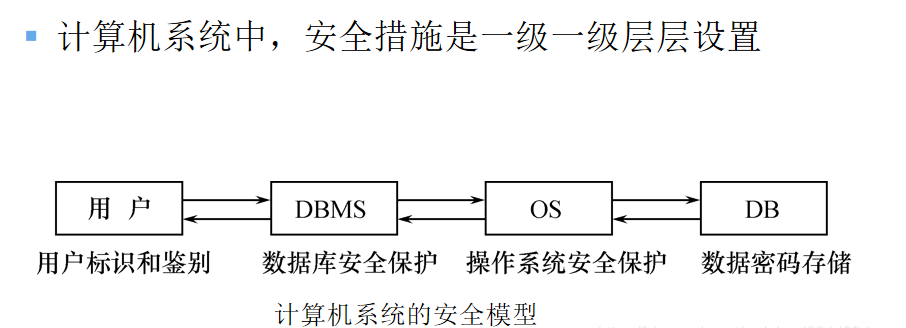 计算机系统中，安全措施是一级一级层层设置
用 户 DBMS OS DB
用户标识和鉴别 数据库安全保护 操作系统安全保护 数据密码存储
计算机系统的安全模型